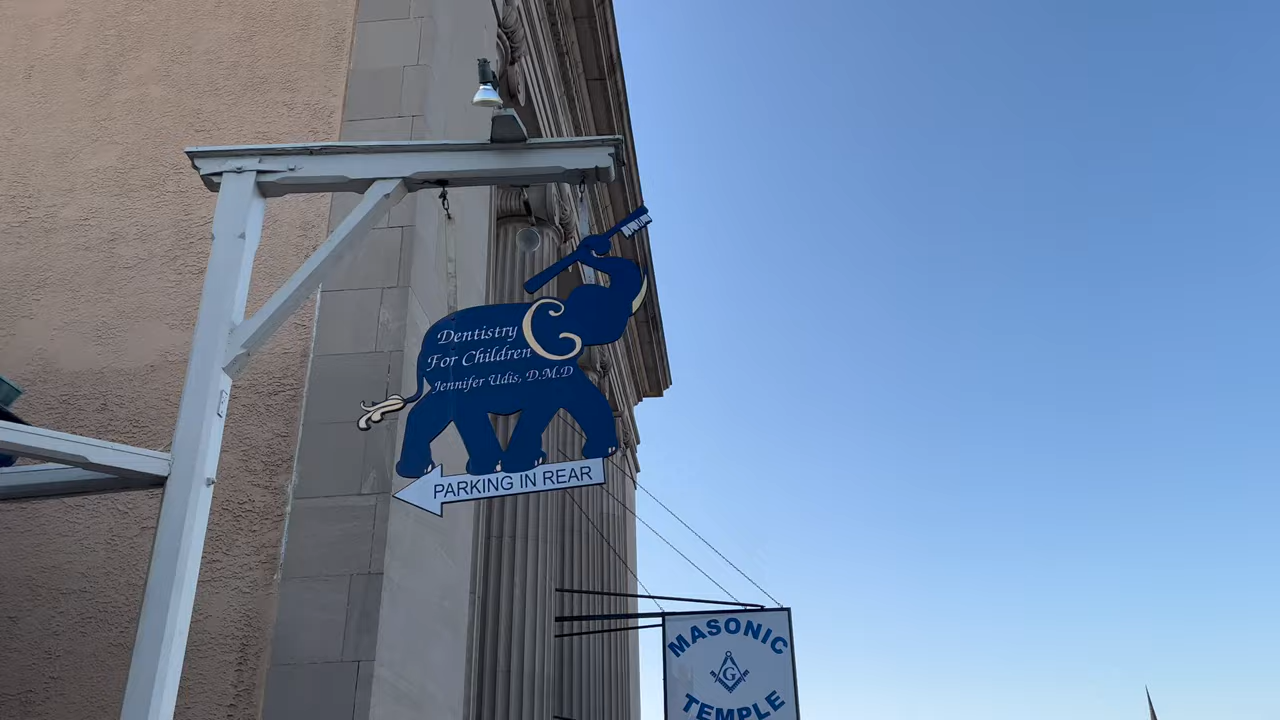 Dentistry
For Children
Jennifer Udis, D.M.D
PARKING IN REAR
MASONIC
G
TEMPLE